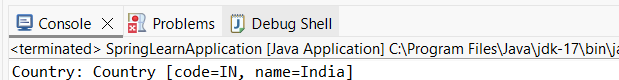 Console Problems Debug Shell
<terminated> SpringLearnApplication [Java Application] C:\Program Files\Java\jdk-17\bin\ja
Country: Country [code=IN, name=India]